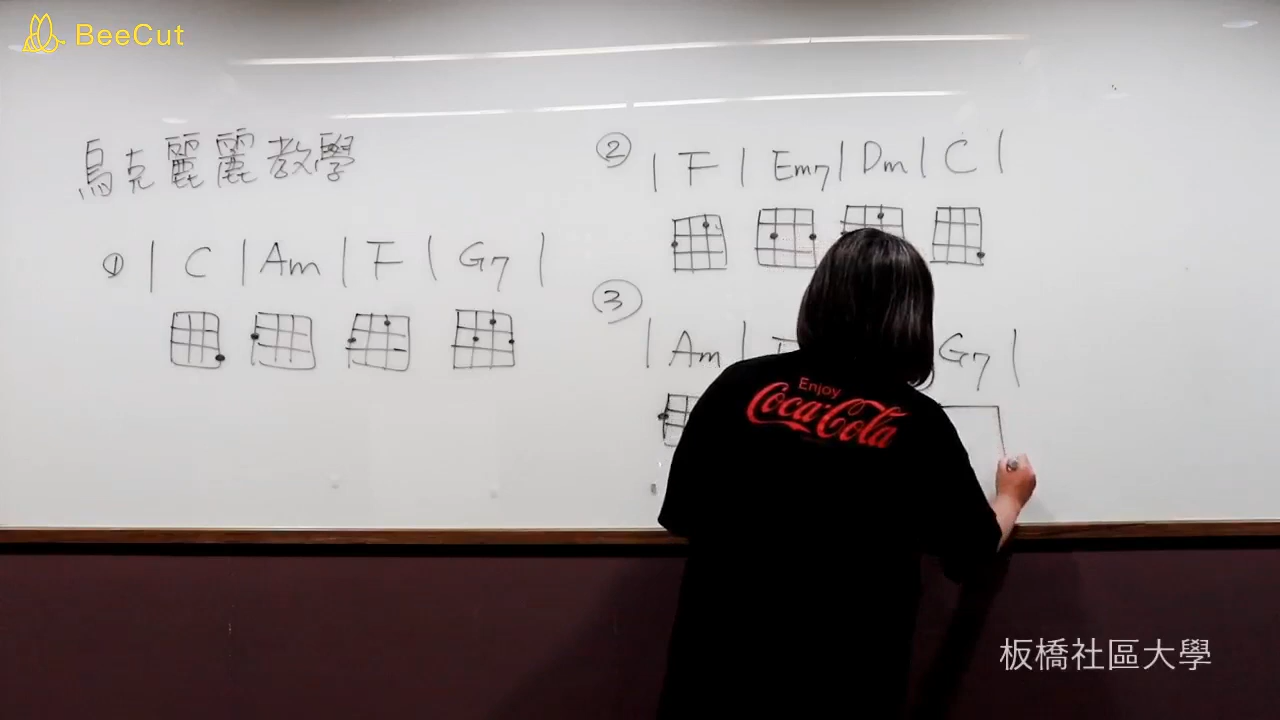 BeeCut
烏克麗麗教學
① | C | Am | F | G7 |
② | F | Em7 | Dm | C |
③
| Am | G7 |
Enjoy
Coca-Cola
板橋社區大學